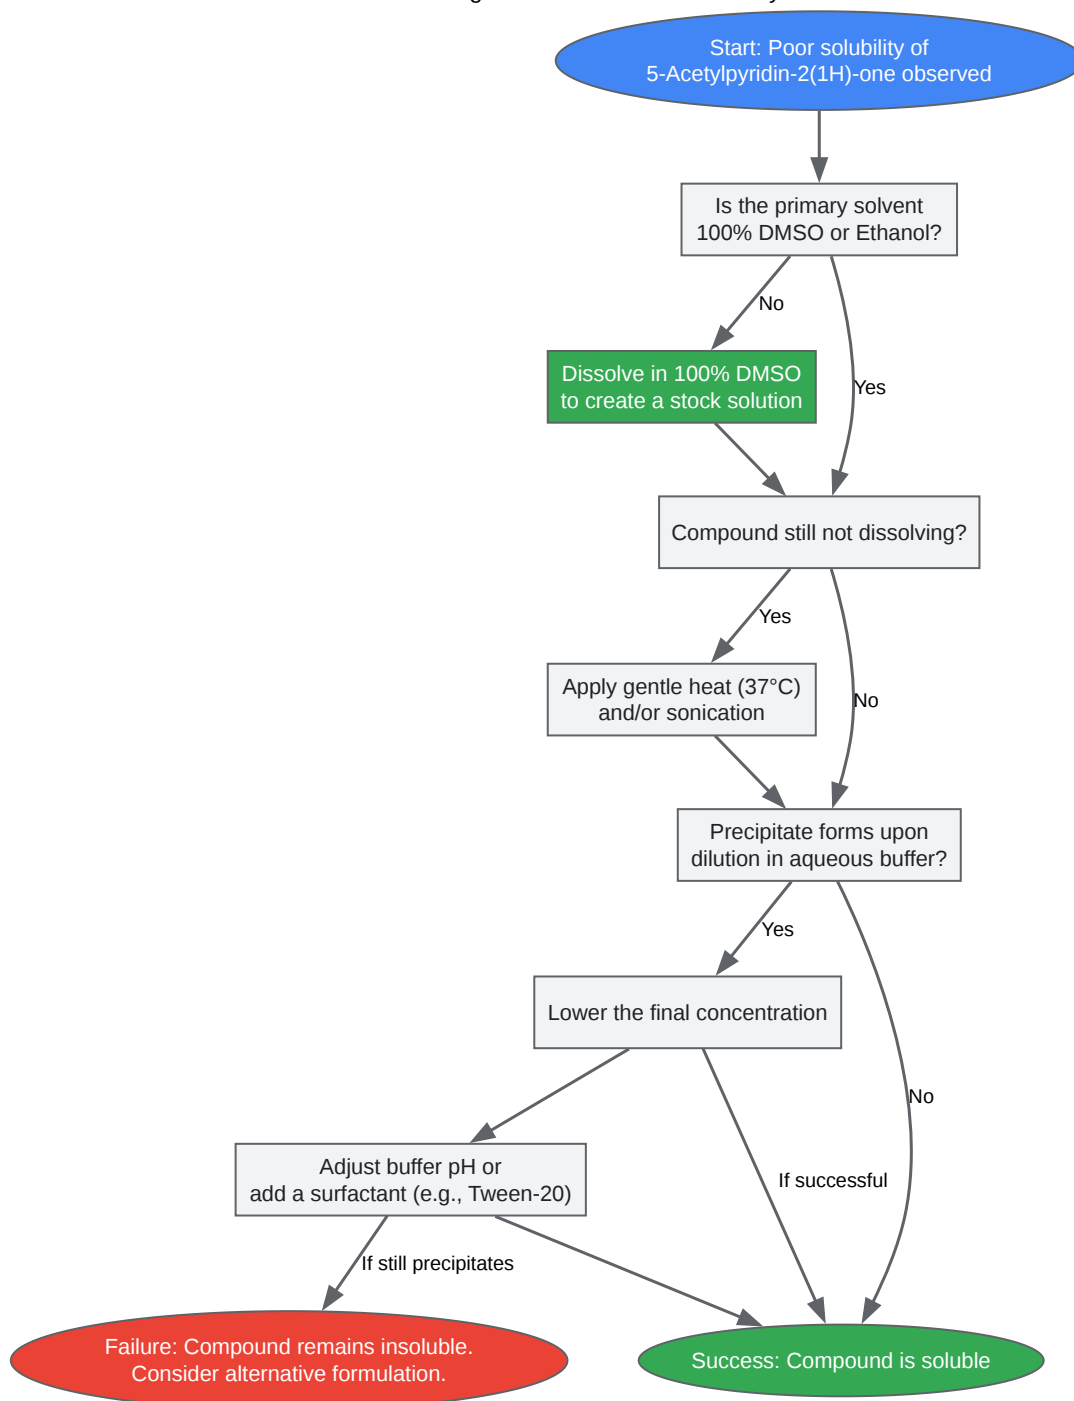 Start: Poor solubility of
5-Acetylpyridin-2(1H)-one observed
Is the primary solvent
100% DMSO or Ethanol?
No
Dissolve in 100% DMSO
to create a stock solution
Yes
Compound still not dissolving?
Yes
Apply gentle heat (37°C)
and/or sonication
No
Precipitate forms upon
dilution in aqueous buffer?
Yes
Lower the final concentration
No
Adjust buffer pH or
add a surfactant (e.g., Tween-20)
If successful
If still precipitates
Failure: Compound remains insoluble.
Consider alternative formulation.
Success: Compound is soluble